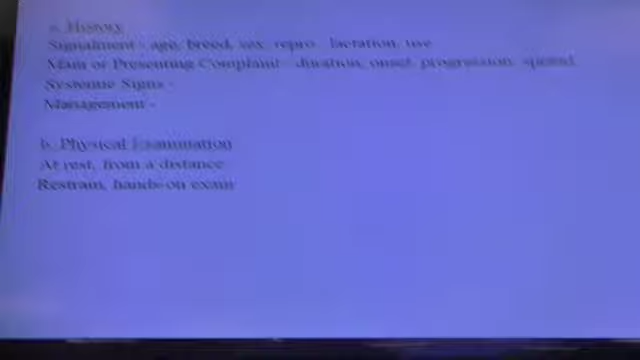 a. History
Signalment - age, breed, sex, repro - lactation, use
Main or Presenting Complaint - duration, onset, progression, spread
Systemic Signs -
Management -
b. Physical Examination
At rest, from a distance
Restrain, hands-on exam